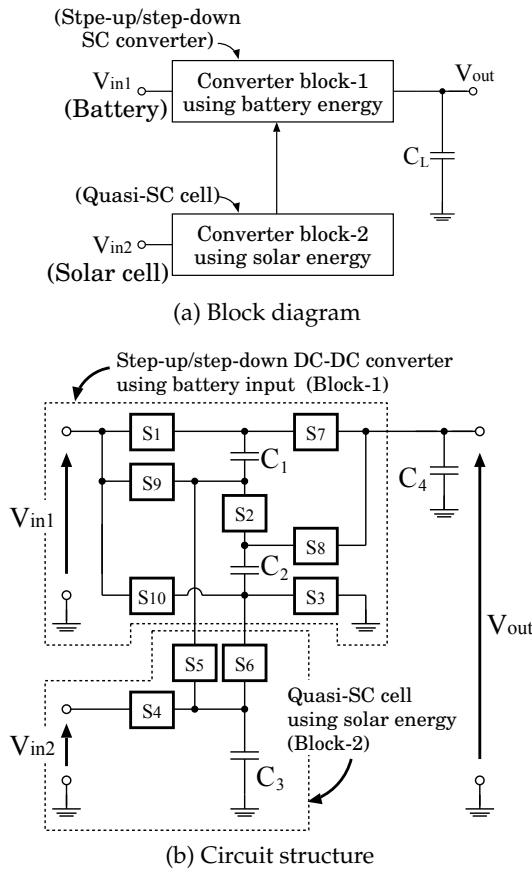 (Stpe-up/step-down
SC converter)
Vin1
(Battery)
Converter block-1
using battery energy
Vout
CL
(Quasi-SC cell)
Vin2
(Solar cell)
Converter block-2
using solar energy
(a) Block diagram
Step-up/step-down DC-DC converter
using battery input (Block-1)
S1
S7
C1
C4
S9
S2
Vin1
S8
C2
S10
S3
Vout
S5
S6
Quasi-SC cell
using solar energy
(Block-2)
S4
Vin2
C3
(b) Circuit structure